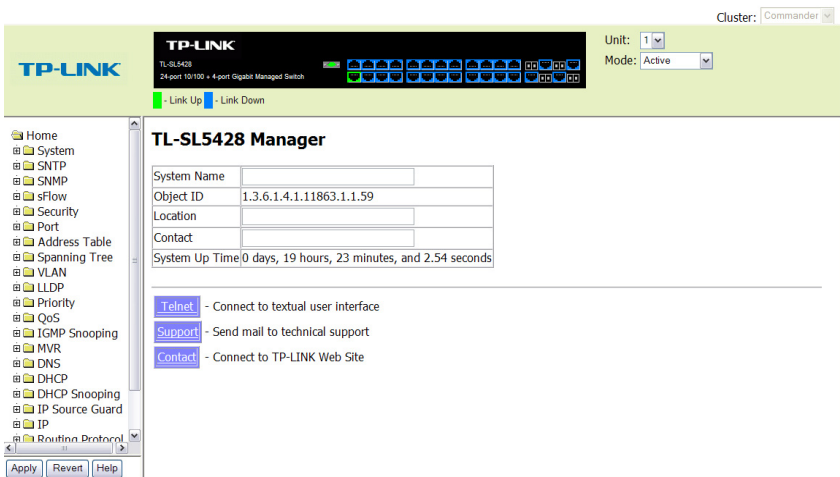 Cluster: Commander
TP-LINK
TP-LINK
TL-SL5428
24-port 10/100 + 4-port Gigabit Managed Switch
- Link Up - Link Down
Unit: 1
Mode: Active
Home
System
SNTP
SNMP
sFlow
Security
Port
Address Table
Spanning Tree
VLAN
LLDP
Priority
QoS
IGMP Snooping
MVR
DNS
DHCP
DHCP Snooping
IP Source Guard
IP
Routing Protocol
Apply Revert Help
TL-SL5428 Manager
System Name
Object ID 1.3.6.1.4.1.11863.1.1.59
Location
Contact
System Up Time 0 days, 19 hours, 23 minutes, and 2.54 seconds
Telnet - Connect to textual user interface
Support - Send mail to technical support
Contact - Connect to TP-LINK Web Site